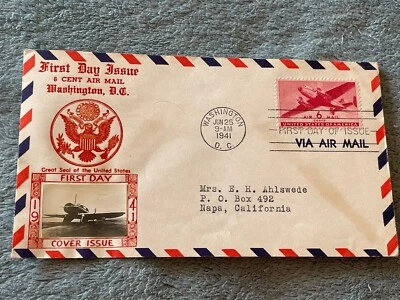 First Day Issue
6 CENT AIR MAIL
Washington, D.C.
Great Seal of the United States
FIRST DAY
19 41
COVER ISSUE
WASHINGTON
JUN 25
9-AM
1941
D. C.
AIR 6¢ MAIL
UNITED STATES OF AMERICA
FIRST DAY OF ISSUE
VIA AIR MAIL
Mrs. E. H. Ahlswede
P. O. Box 492
Napa, California